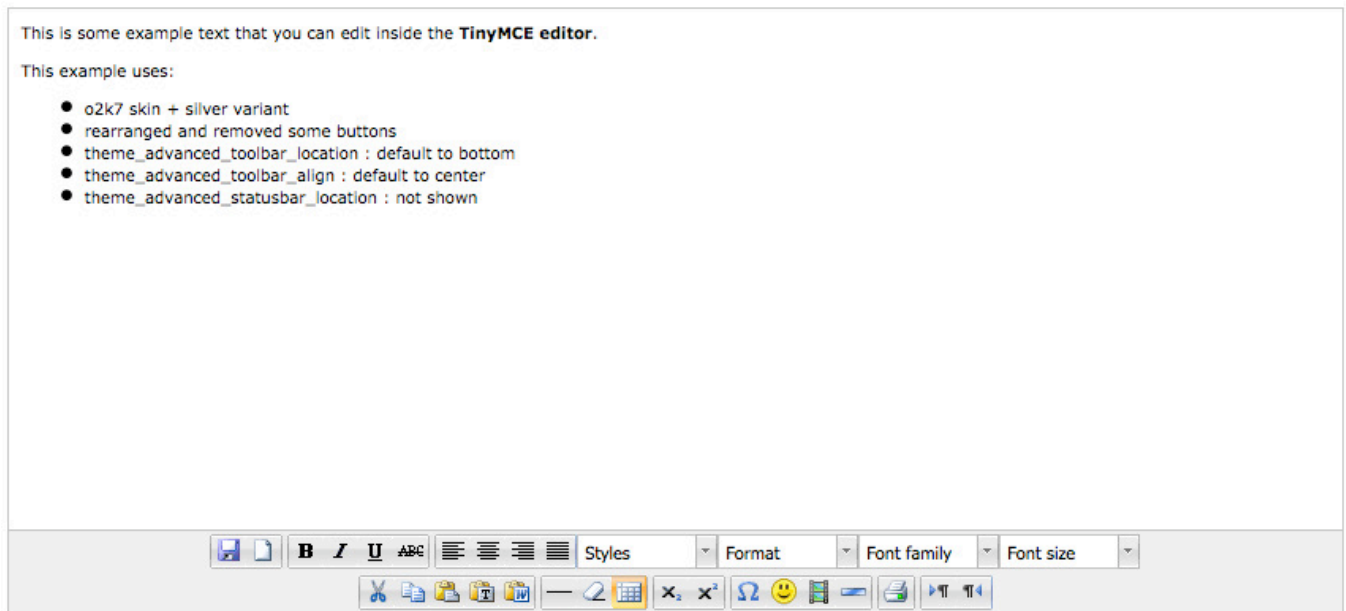 This is some example text that you can edit inside the TinyMCE editor.
This example uses:
o2k7 skin + silver variant
rearranged and removed some buttons
theme_advanced_toolbar_location : default to bottom
theme_advanced_toolbar_align : default to center
theme_advanced_statusbar_location : not shown
B I U ABC Styles Format Font family Font size
T W x₂ x² Ω ¶ ¶